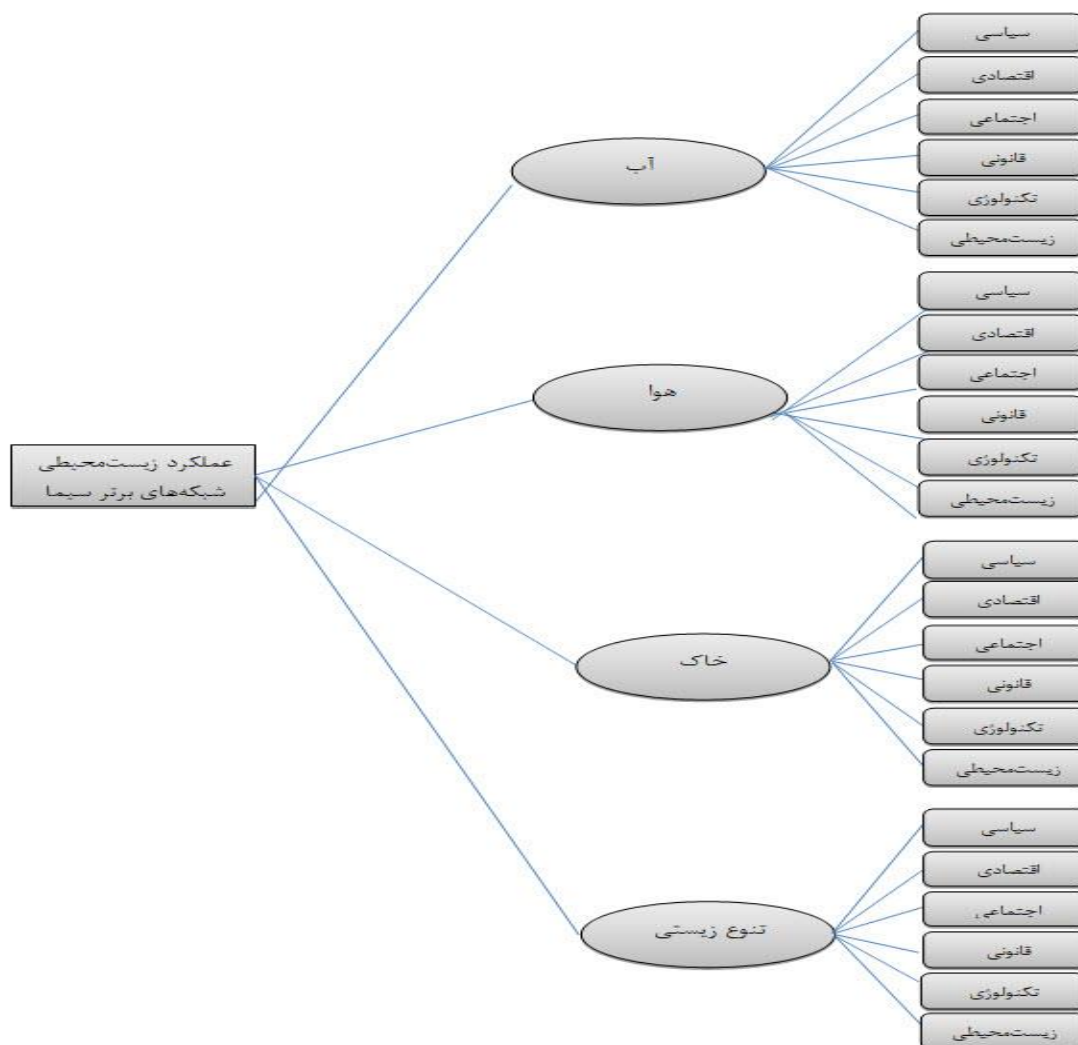 عملکرد زیست‌محیطی
شبکه‌های برتر سیما
آب
سیاسی
اقتصادی
اجتماعی
قانونی
تکنولوژی
زیست‌محیطی
هوا
سیاسی
اقتصادی
اجتماعی
قانونی
تکنولوژی
زیست‌محیطی
خاک
سیاسی
اقتصادی
اجتماعی
قانونی
تکنولوژی
زیست‌محیطی
تنوع زیستی
سیاسی
اقتصادی
اجتماعی
قانونی
تکنولوژی
زیست‌محیطی